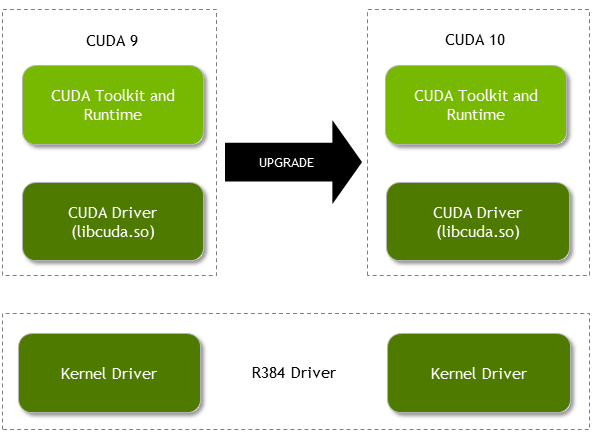 CUDA 9
CUDA Toolkit and
Runtime
CUDA Driver
(libcuda.so)
UPGRADE
CUDA 10
CUDA Toolkit and
Runtime
CUDA Driver
(libcuda.so)
Kernel Driver
R384 Driver
Kernel Driver